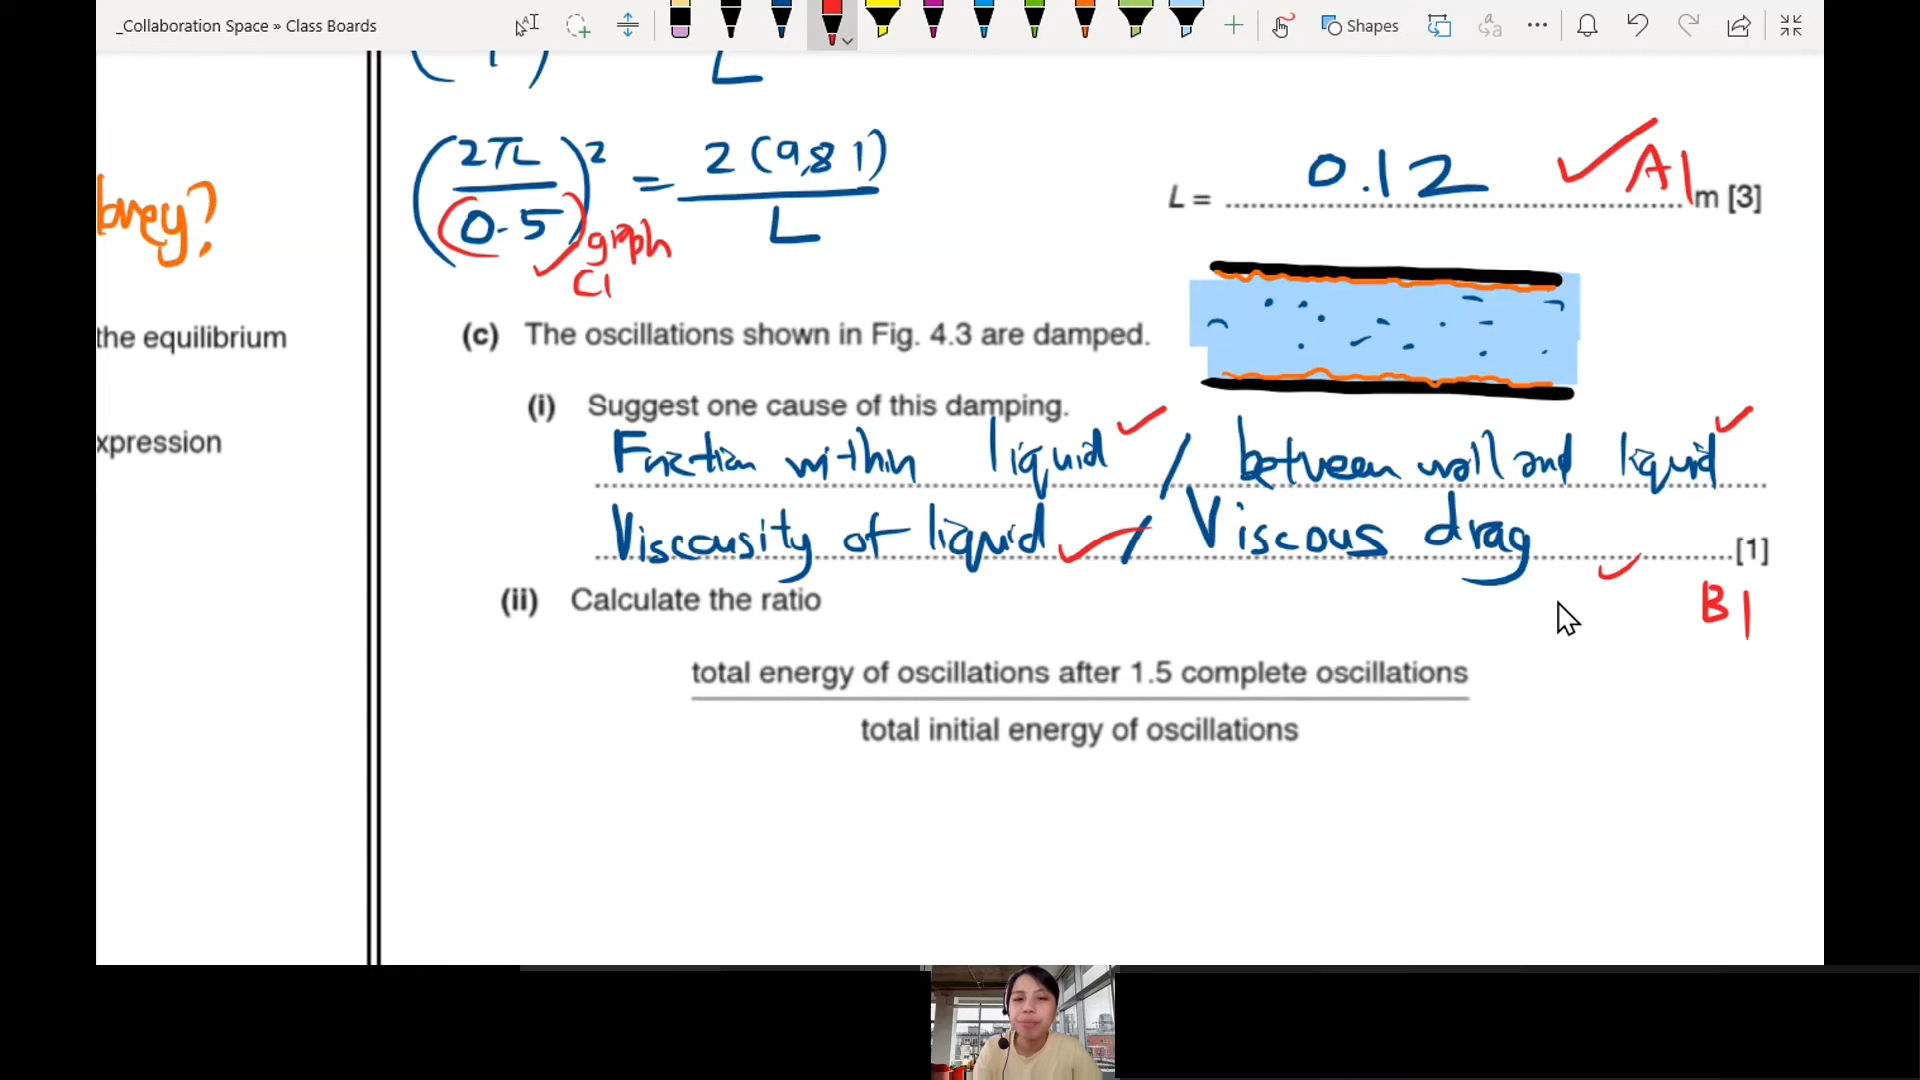 _Collaboration Space » Class Boards
Shapes
L
(2π/0.5)² = 2(9.81)/L
graph
C1
L = 0.12 A1 m [3]
the equilibrium
xpression
(c) The oscillations shown in Fig. 4.3 are damped.
(i) Suggest one cause of this damping.
Friction within liquid / between wall and liquid
Viscousity of liquid / Viscous drag [1]
B1
(ii) Calculate the ratio
total energy of oscillations after 1.5 complete oscillations
total initial energy of oscillations